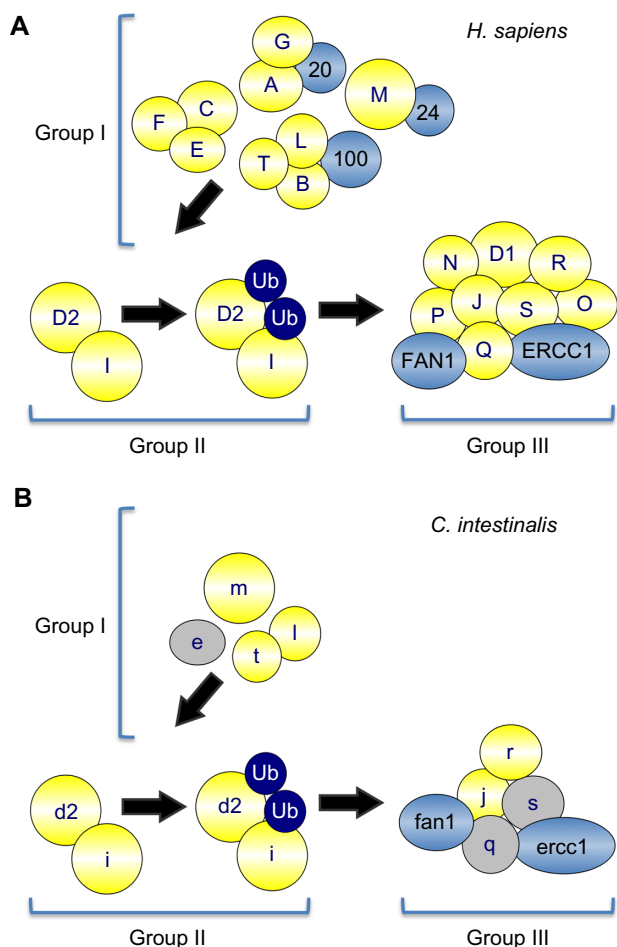 A
H. sapiens
G
20
A
M
24
F
C
E
Group I
L
T
100
B
D2
I
Ub
D2
Ub
I
N
D1
R
P
J
S
O
FAN1
Q
ERCC1
Group II
Group III
B
C. intestinalis
Group I
m
e
t
l
d2
i
Ub
d2
Ub
i
r
j
s
fan1
q
ercc1
Group II
Group III